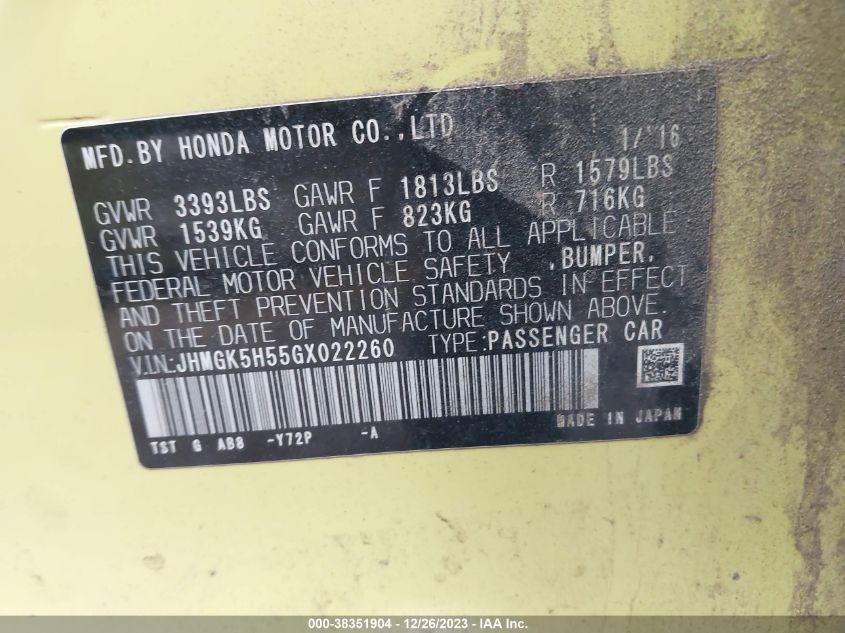 MFD.BY HONDA MOTOR CO.,LTD 1/'16
GVWR 3393LBS GAWR F 1813LBS R 1579LBS
GVWR 1539KG GAWR F 823KG R 716KG
THIS VEHICLE CONFORMS TO ALL APPLICABLE
FEDERAL MOTOR VEHICLE SAFETY ,BUMPER,
AND THEFT PREVENTION STANDARDS IN EFFECT
ON THE DATE OF MANUFACTURE SHOWN ABOVE.
V.I.N:JHMGK5H55GX022260 TYPE:PASSENGER CAR
MADE IN JAPAN
TST G AB8 -Y72P -A
000-38351904 - 12/26/2023 - IAA Inc.